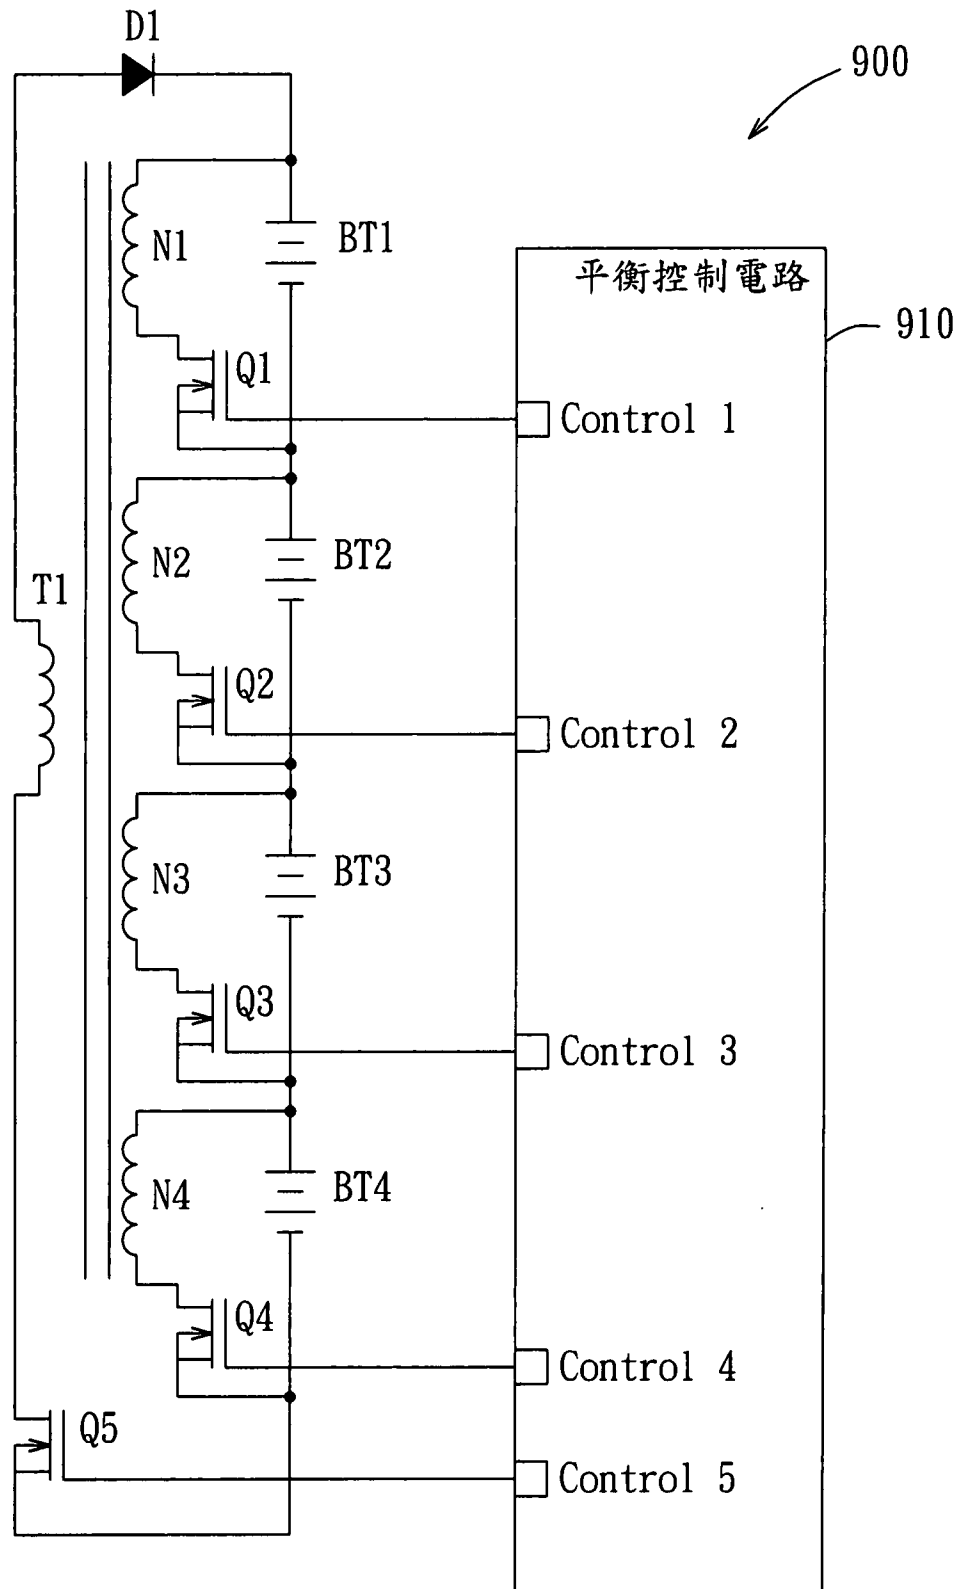 D1
900
N1
BT1
平衡控制電路
910
Q1
Control 1
N2
BT2
T1
Q2
Control 2
N3
BT3
Q3
Control 3
N4
BT4
Q4
Control 4
Q5
Control 5